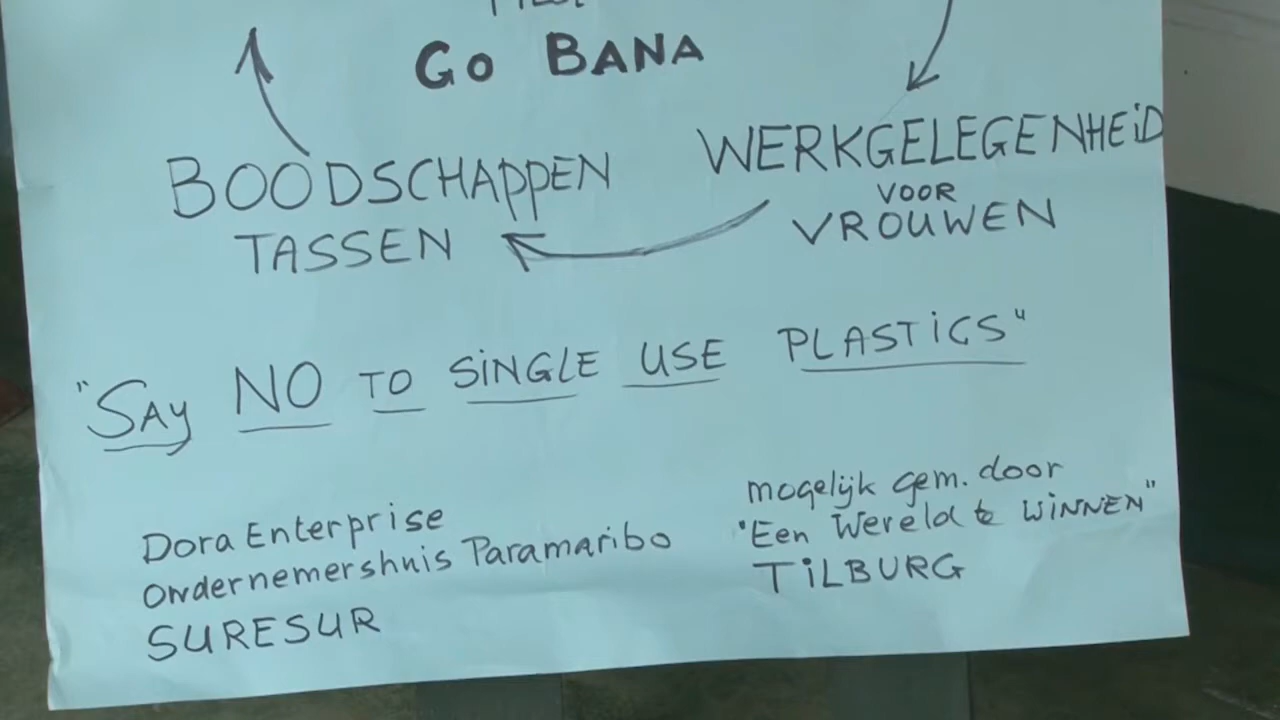 GO BANA
BOODSCHAPPEN
TASSEN
WERKGELEGENHEiD
VOOR
VROUWEN
"SAY NO TO SiNGLE USE PLASTiCS"
Dora Enterprise
Ondernemershuis Paramaribo
SURESUR
mogelijk gem. door
"Een Wereld te WiNNEN"
TiLBURG